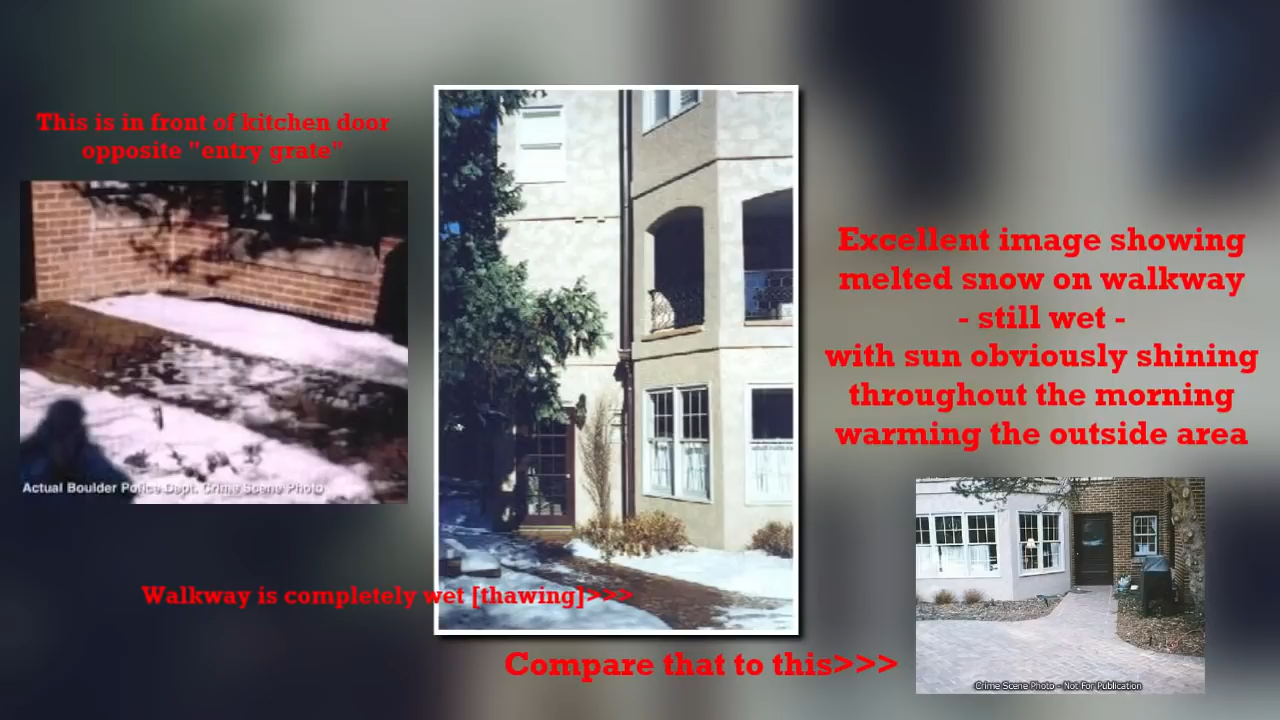 This is in front of kitchen door
opposite "entry grate"
Actual Boulder Police Dept. Crime Scene Photo
Excellent image showing
melted snow on walkway
- still wet -
with sun obviously shining
throughout the morning
warming the outside area
Walkway is completely wet [thawing]>>>
Compare that to this>>>
Crime Scene Photo - Not For Publication